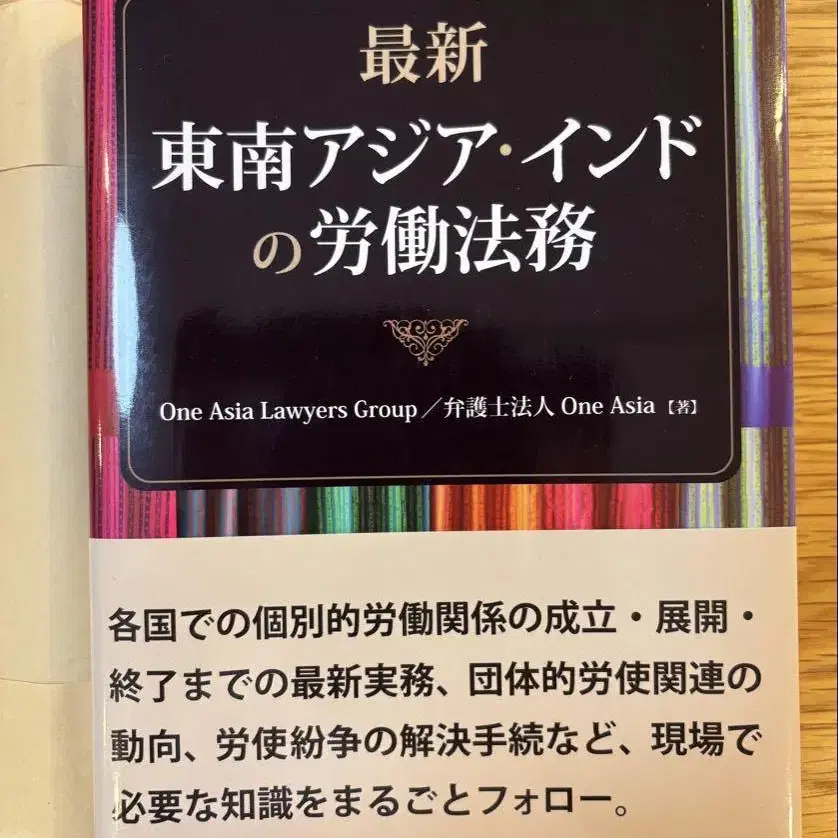 最新
東南アジア・インド
の労働法務
One Asia Lawyers Group／弁護士法人 One Asia【著】
各国での個別的労働関係の成立・展開・
終了までの最新実務、団体的労使関連の
動向、労使紛争の解決手続など、現場で
必要な知識をまるごとフォロー。